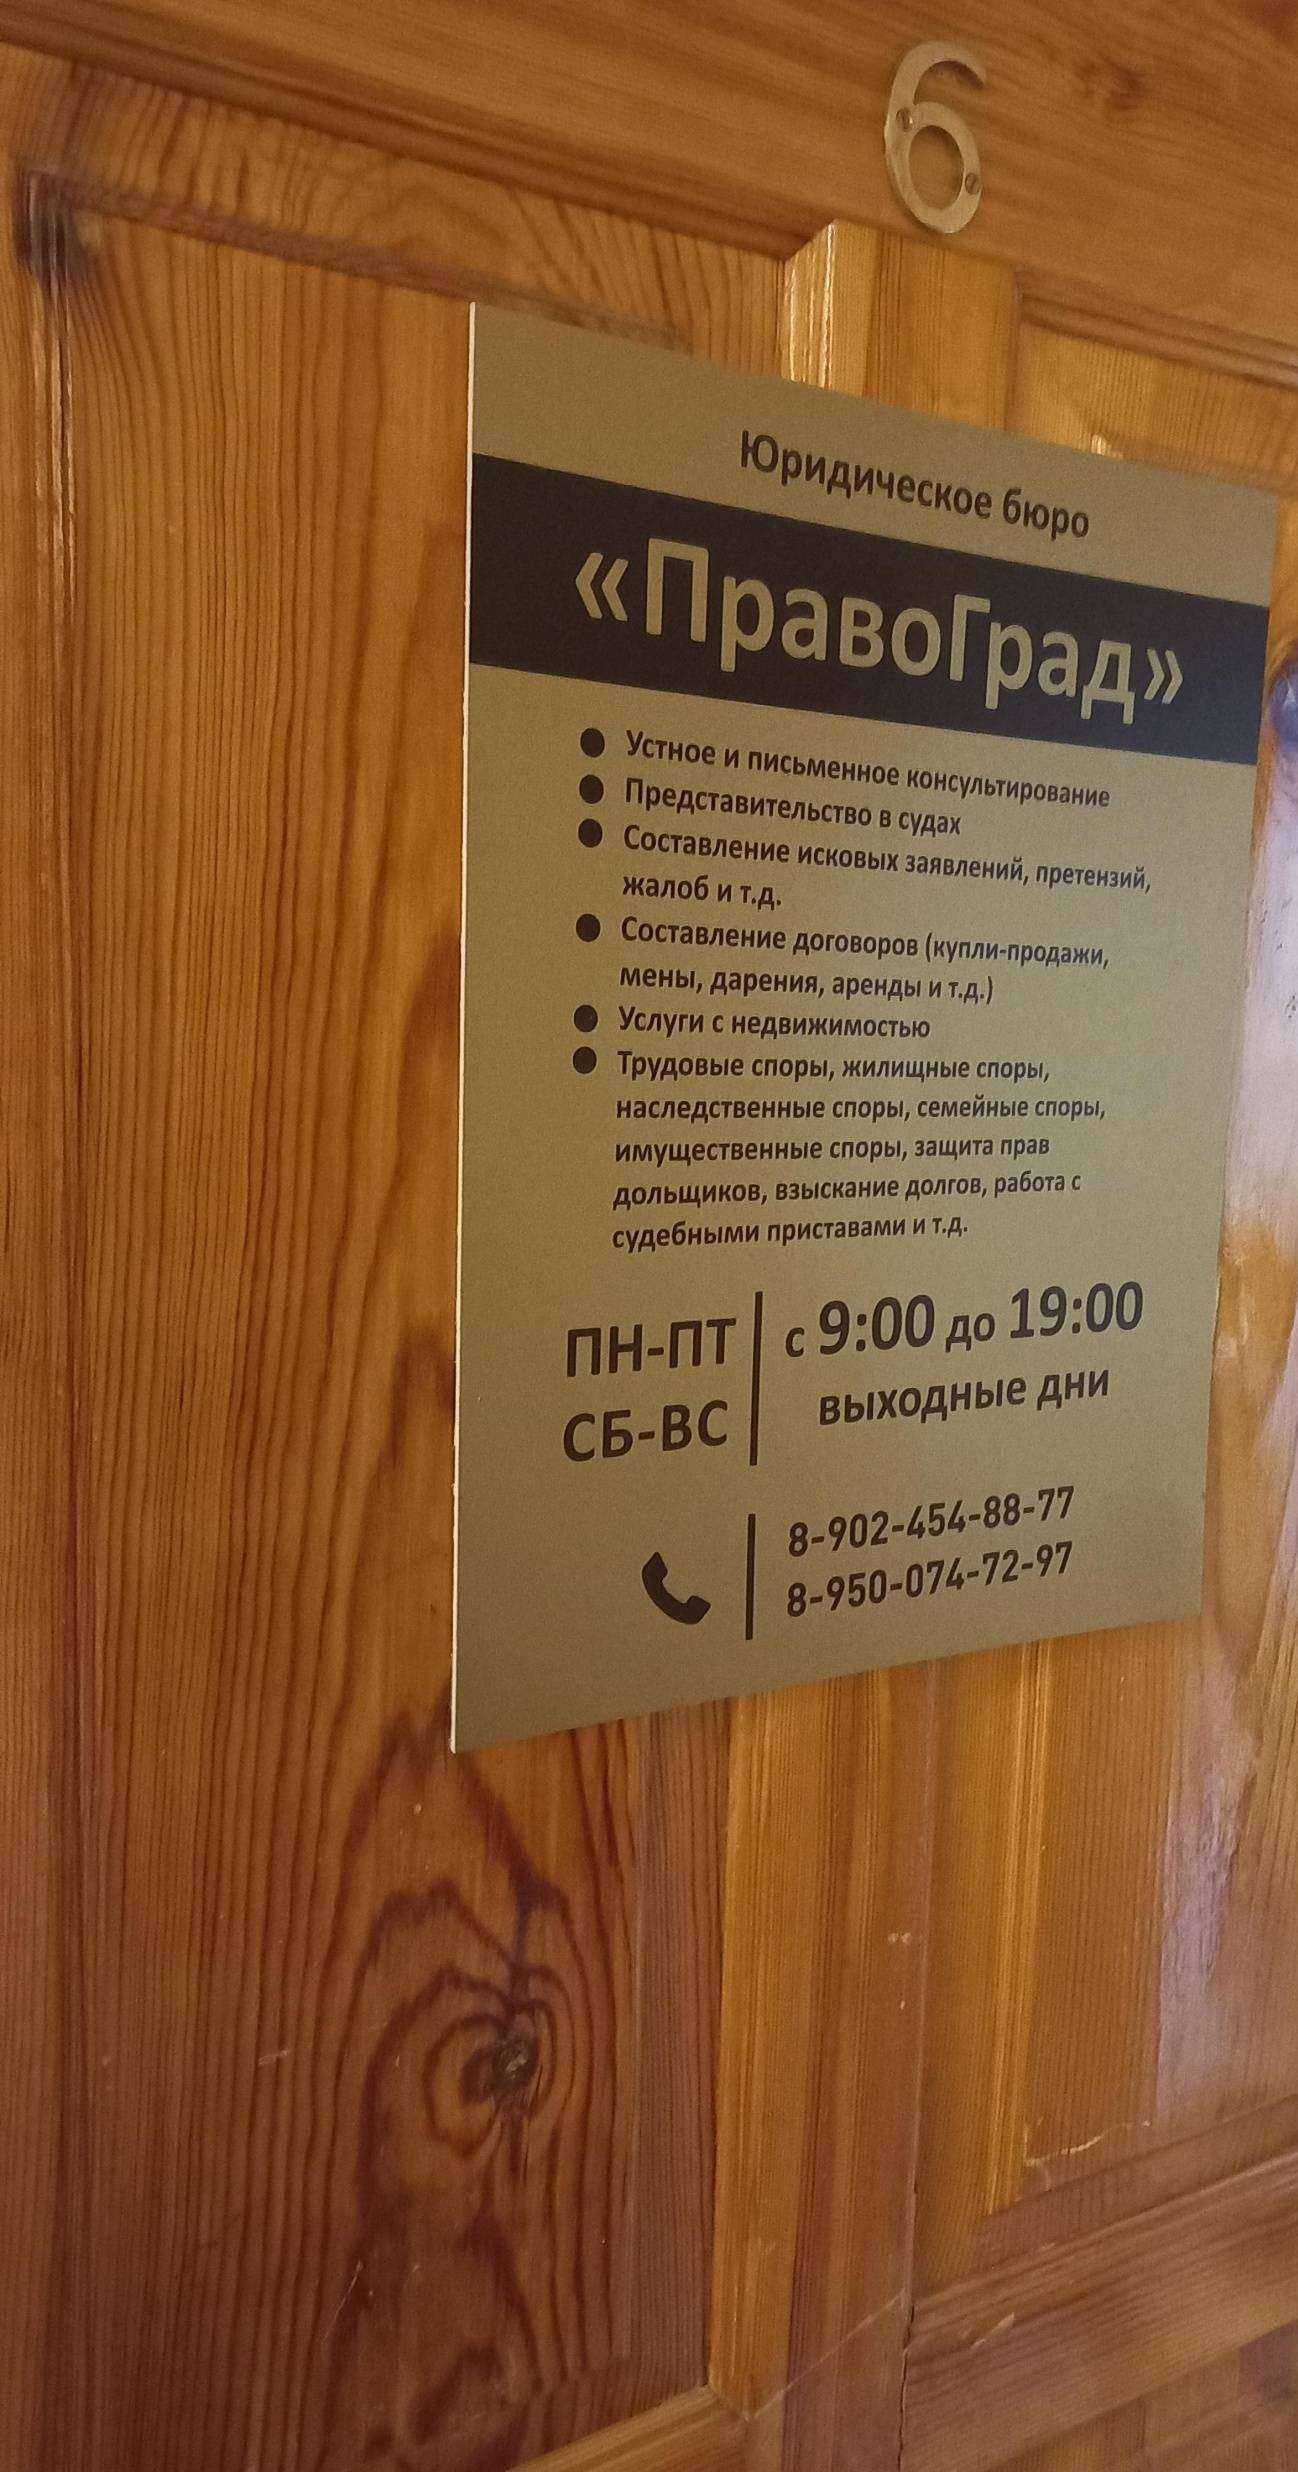 6
Юридическое бюро
«ПравоГрад»
● Устное и письменное консультирование
● Представительство в судах
● Составление исковых заявлений, претензий,
жалоб и т.д.
● Составление договоров (купли-продажи,
мены, дарения, аренды и т.д.)
● Услуги с недвижимостью
● Трудовые споры, жилищные споры,
наследственные споры, семейные споры,
имущественные споры, защита прав
дольщиков, взыскание долгов, работа с
судебными приставами и т.д.
ПН-ПТ с 9:00 до 19:00
СБ-ВС выходные дни
8-902-454-88-77
8-950-074-72-97